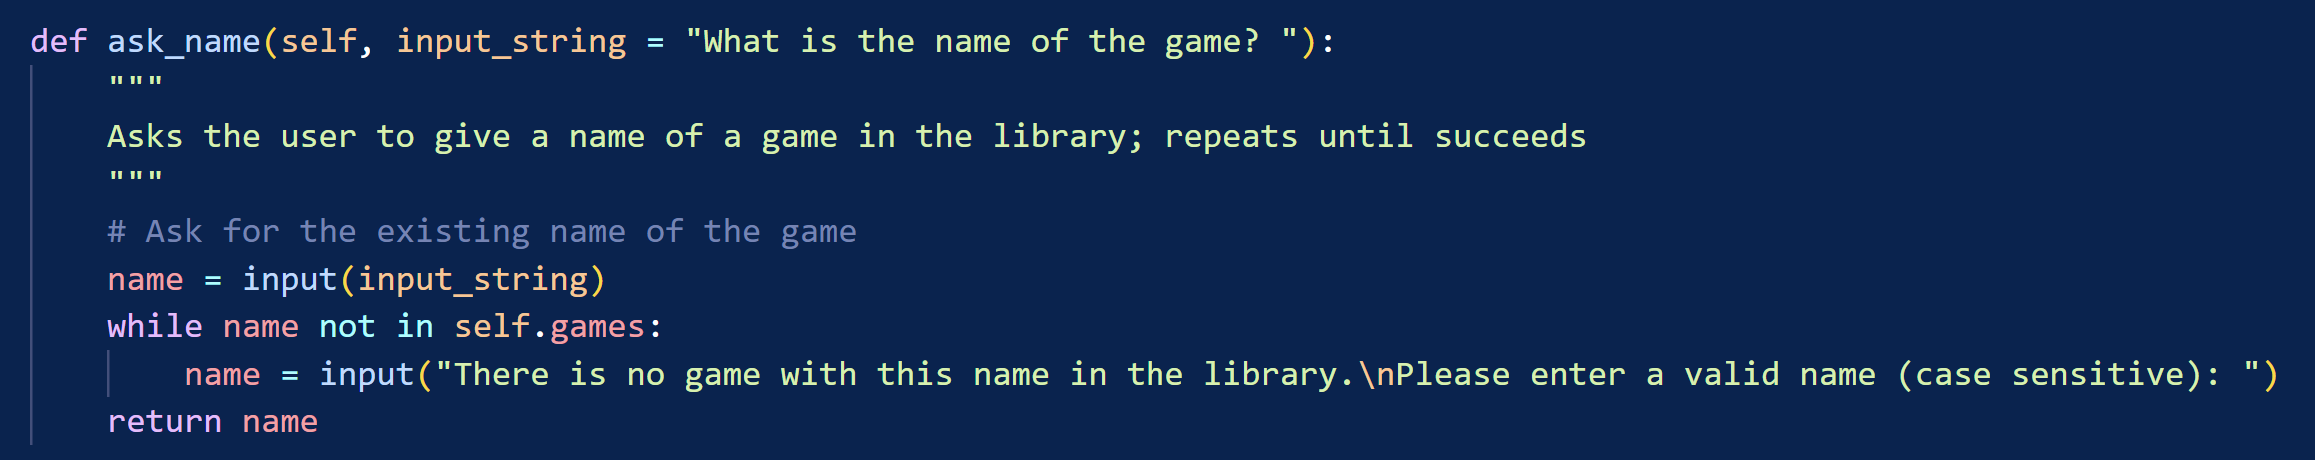 def ask_name(self, input_string = "What is the name of the game? "):
    """
    Asks the user to give a name of a game in the library; repeats until succeeds
    """
    # Ask for the existing name of the game
    name = input(input_string)
    while name not in self.games:
        name = input("There is no game with this name in the library.\nPlease enter a valid name (case sensitive): ")
    return name